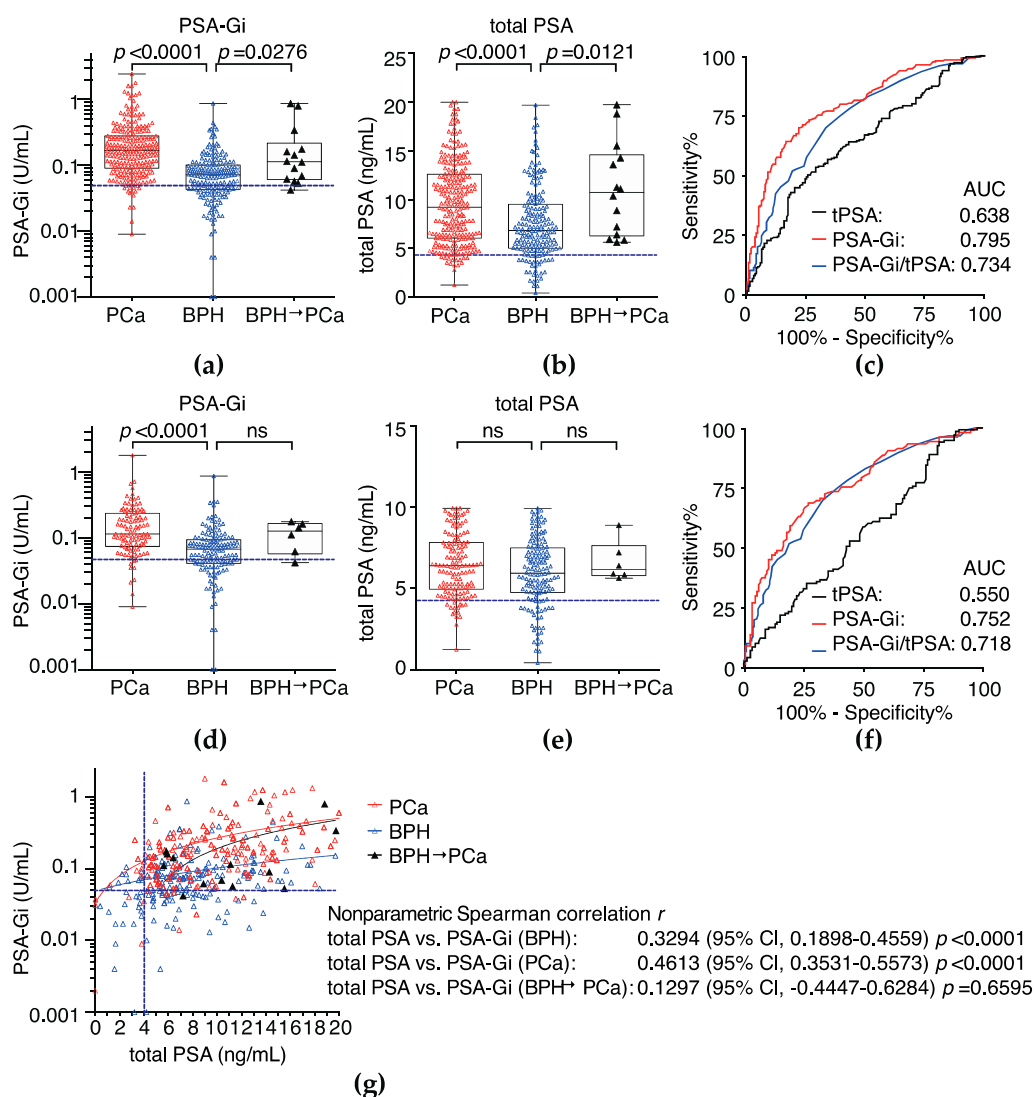 PSA-Gi
p <0.0001 p =0.0276
PSA-Gi (U/mL)
1
0.1
0.01
0.001
PCa BPH BPH→PCa
(a)
total PSA
p <0.0001 p =0.0121
total PSA (ng/mL)
25
20
15
10
5
0
PCa BPH BPH→PCa
(b)
Sensitivity%
100
75
50
25
0
0 25 50 75 100
100% - Specificity%
AUC
tPSA: 0.638
PSA-Gi: 0.795
PSA-Gi/tPSA: 0.734
(c)
PSA-Gi
p <0.0001 ns
PSA-Gi (U/mL)
1
0.1
0.01
0.001
PCa BPH BPH→PCa
(d)
total PSA
ns ns
total PSA (ng/mL)
15
10
5
0
PCa BPH BPH→PCa
(e)
Sensitivity%
100
75
50
25
0
0 25 50 75 100
100% - Specificity%
AUC
tPSA: 0.550
PSA-Gi: 0.752
PSA-Gi/tPSA: 0.718
(f)
PSA-Gi (U/mL)
1
0.1
0.01
0.001
0 2 4 6 8 10 12 14 16 18 20
total PSA (ng/mL)
PCa
BPH
BPH→PCa
Nonparametric Spearman correlation r
total PSA vs. PSA-Gi (BPH): 0.3294 (95% CI, 0.1898-0.4559) p <0.0001
total PSA vs. PSA-Gi (PCa): 0.4613 (95% CI, 0.3531-0.5573) p <0.0001
total PSA vs. PSA-Gi (BPH→ PCa): 0.1297 (95% CI, -0.4447-0.6284) p =0.6595
(g)